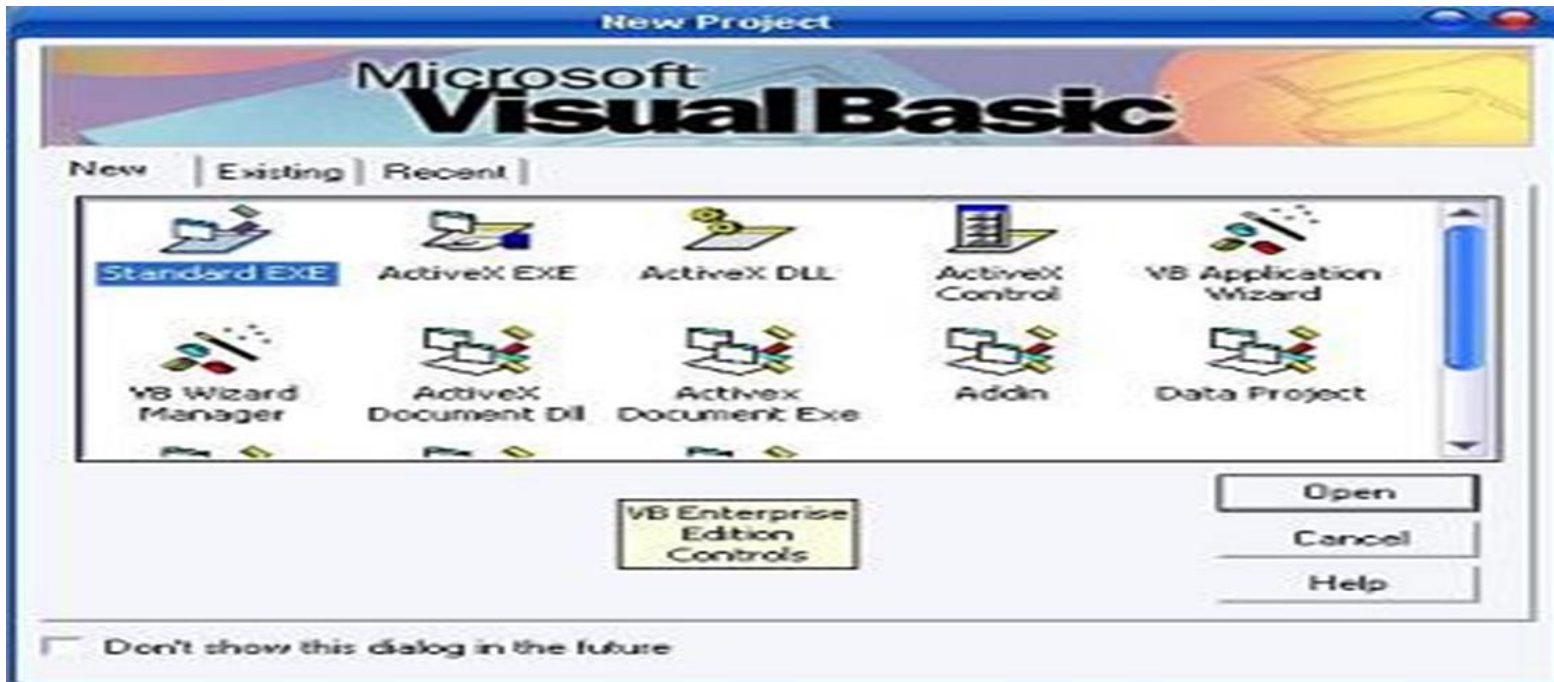 New Project
Microsoft
Visual Basic
New Existing Recent
Standard EXE ActiveX EXE ActiveX DLL ActiveX Control VB Application Wizard
VB Wizard Manager ActiveX Document Dll Activex Document Exe Addin Data Project
VB Enterprise
Edition
Controls
Open
Cancel
Help
Don't show this dialog in the future